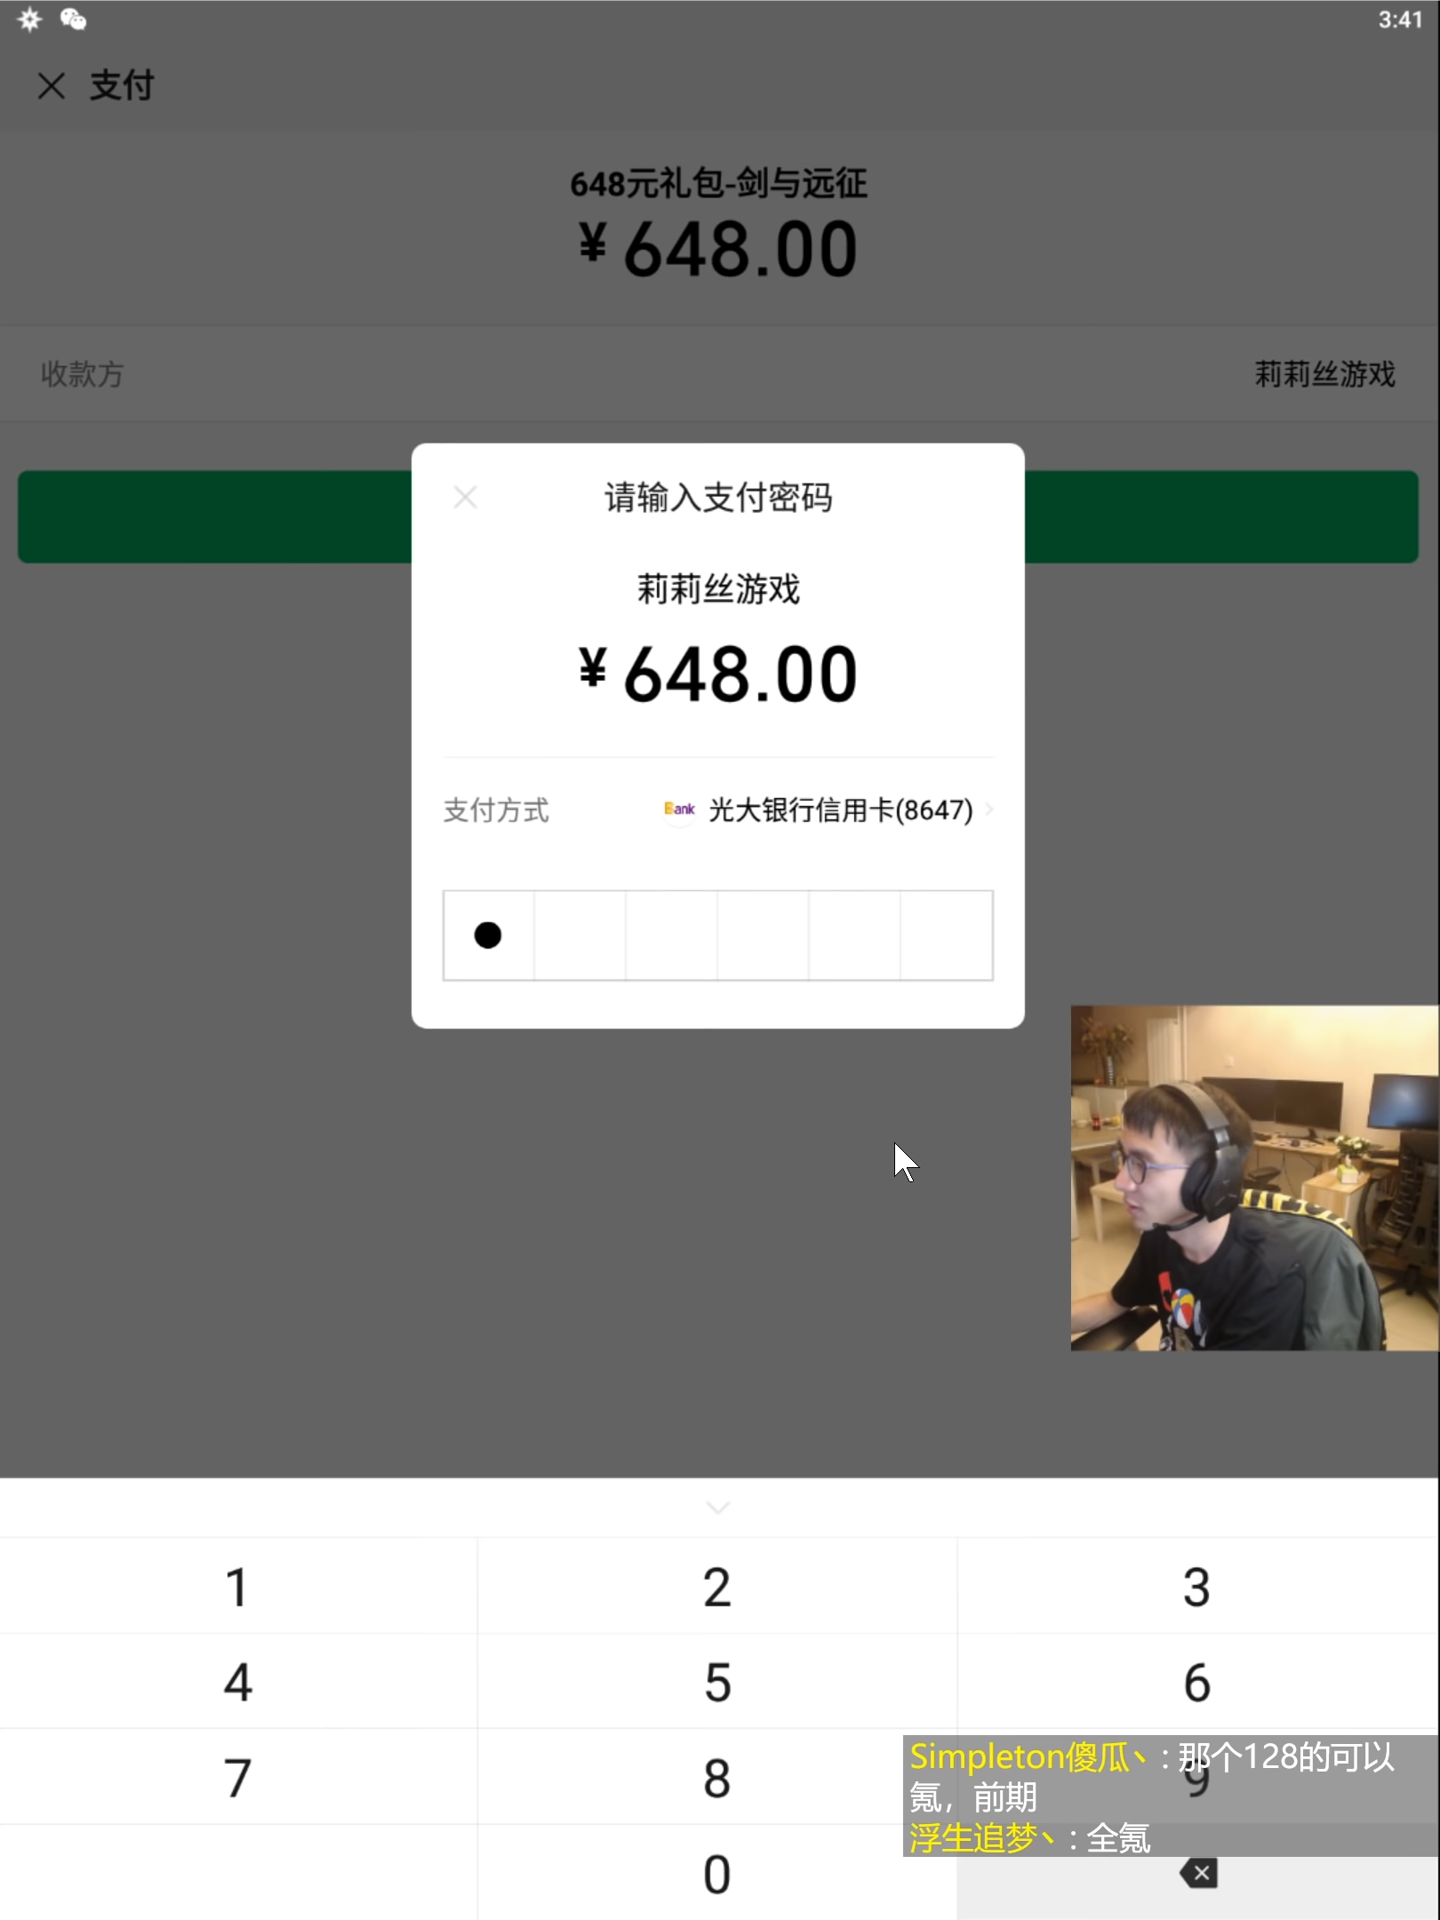 3:41
支付
648元礼包-剑与远征
¥648.00
收款方 莉莉丝游戏
请输入支付密码
莉莉丝游戏
¥648.00
支付方式 Bank 光大银行信用卡(8647)
1 2 3
4 5 6
7 8 9
Simpleton傻瓜丶: 那个128的可以
氪，前期
浮生追梦丶: 全氪
0